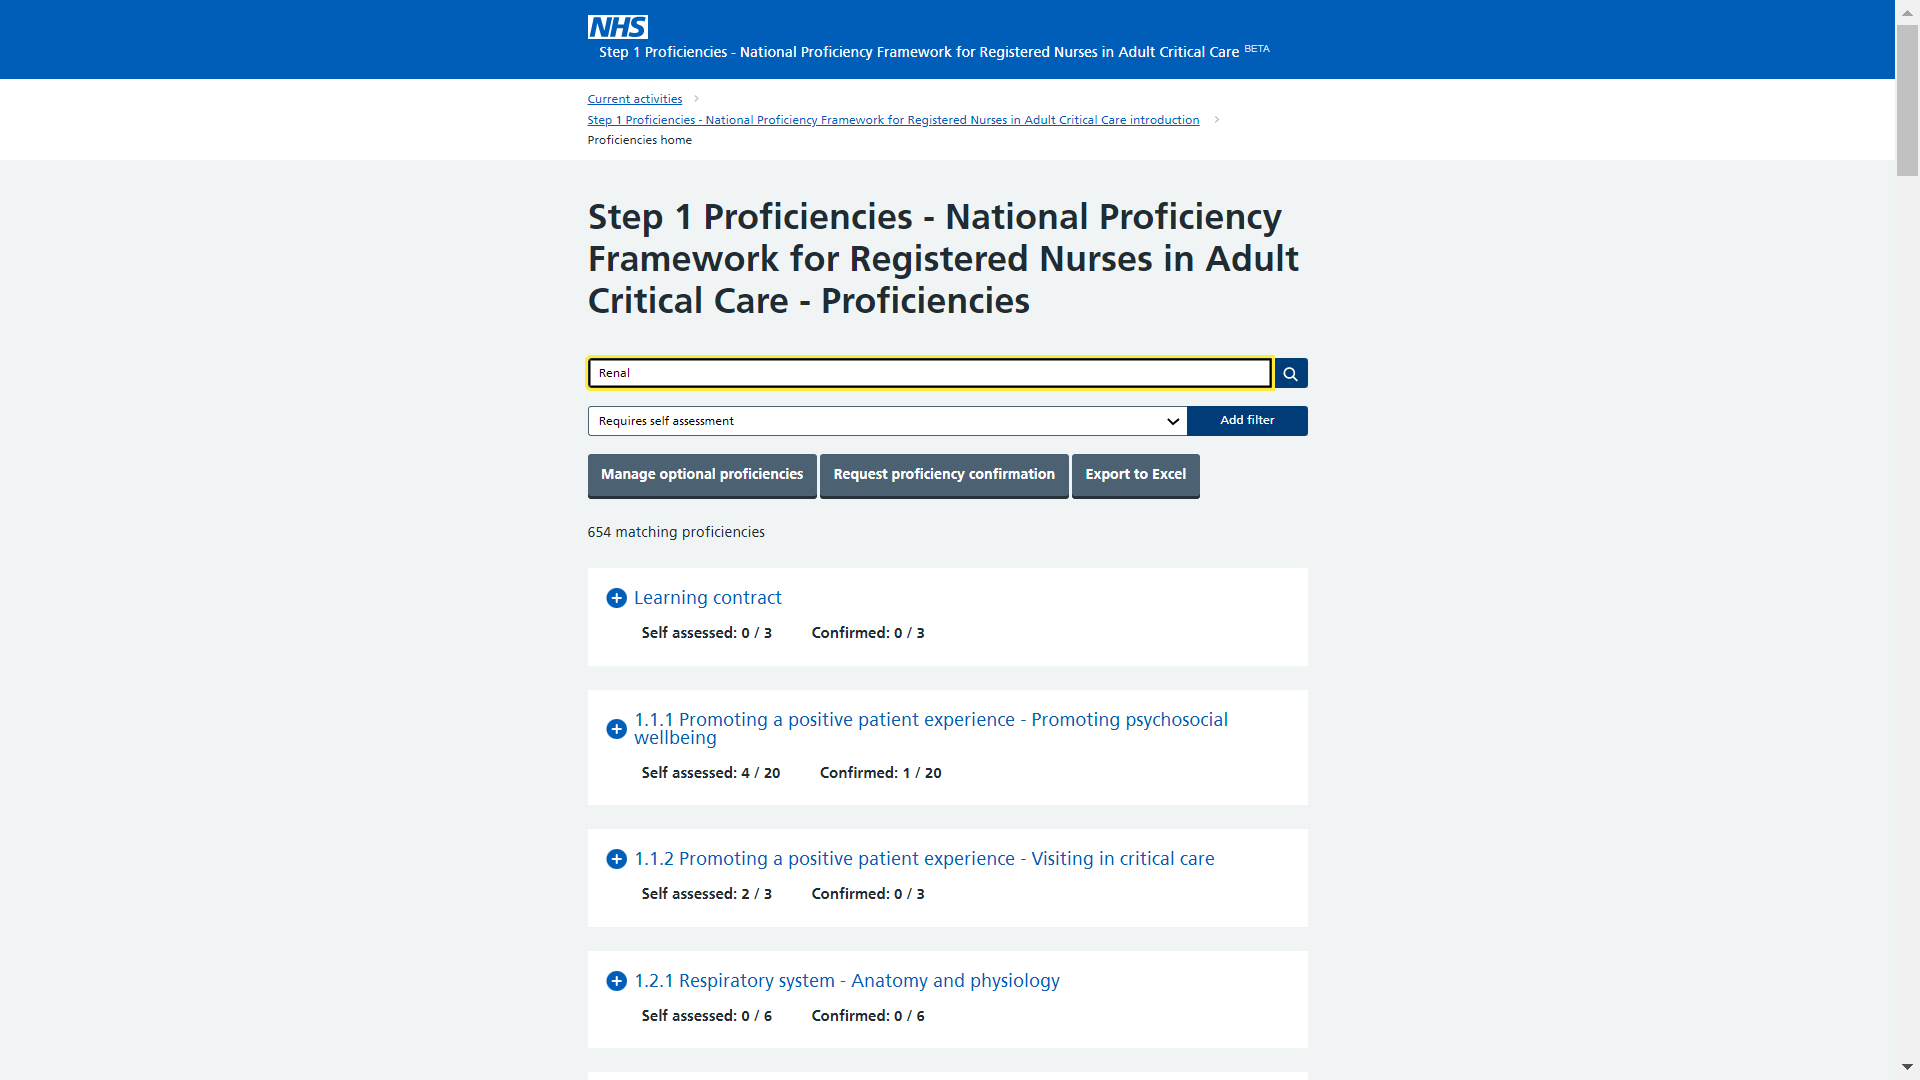 NHS
Step 1 Proficiencies - National Proficiency Framework for Registered Nurses in Adult Critical Care BETA
Current activities
Step 1 Proficiencies - National Proficiency Framework for Registered Nurses in Adult Critical Care introduction
Proficiencies home
Step 1 Proficiencies - National Proficiency
Framework for Registered Nurses in Adult
Critical Care - Proficiencies
Renal
Requires self assessment
Add filter
Manage optional proficiencies
Request proficiency confirmation
Export to Excel
654 matching proficiencies
Learning contract
Self assessed: 0 / 3 Confirmed: 0 / 3
1.1.1 Promoting a positive patient experience - Promoting psychosocial
wellbeing
Self assessed: 4 / 20 Confirmed: 1 / 20
1.1.2 Promoting a positive patient experience - Visiting in critical care
Self assessed: 2 / 3 Confirmed: 0 / 3
1.2.1 Respiratory system - Anatomy and physiology
Self assessed: 0 / 6 Confirmed: 0 / 6